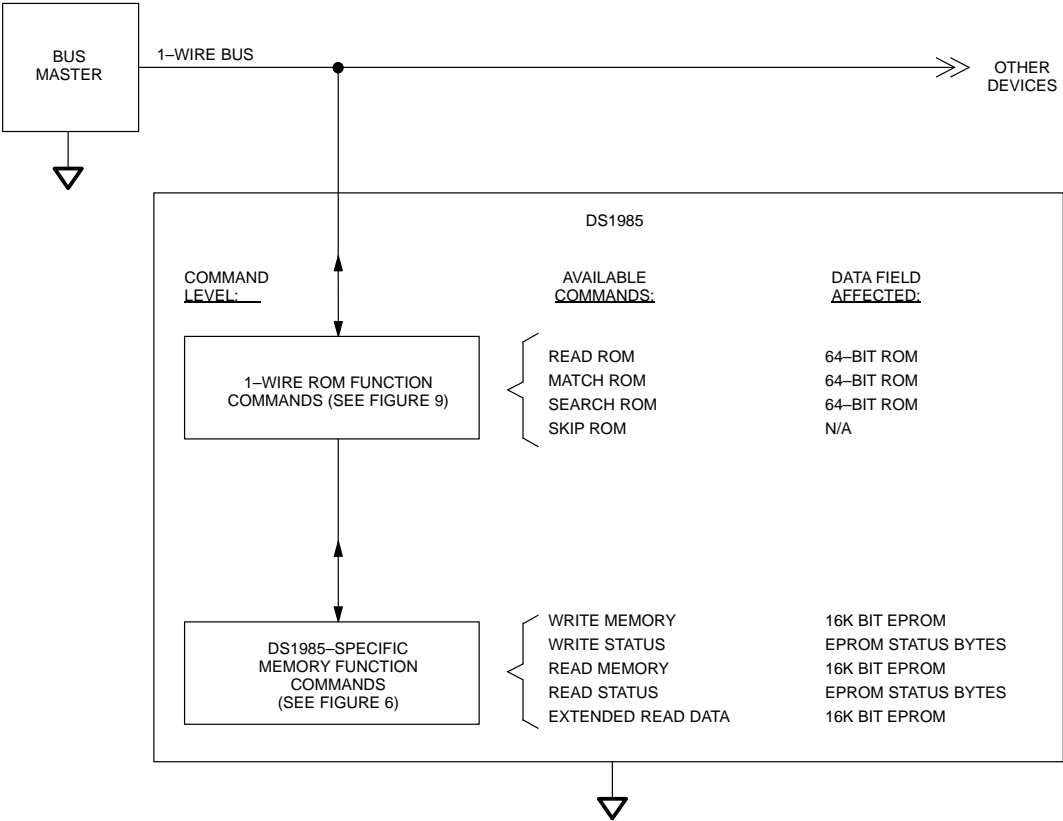 BUS
MASTER
1–WIRE BUS
OTHER
DEVICES
DS1985
COMMAND
LEVEL:
AVAILABLE
COMMANDS:
DATA FIELD
AFFECTED:
1–WIRE ROM FUNCTION
COMMANDS (SEE FIGURE 9)
READ ROM 64–BIT ROM
MATCH ROM 64–BIT ROM
SEARCH ROM 64–BIT ROM
SKIP ROM N/A
DS1985–SPECIFIC
MEMORY FUNCTION
COMMANDS
(SEE FIGURE 6)
WRITE MEMORY 16K BIT EPROM
WRITE STATUS EPROM STATUS BYTES
READ MEMORY 16K BIT EPROM
READ STATUS EPROM STATUS BYTES
EXTENDED READ DATA 16K BIT EPROM